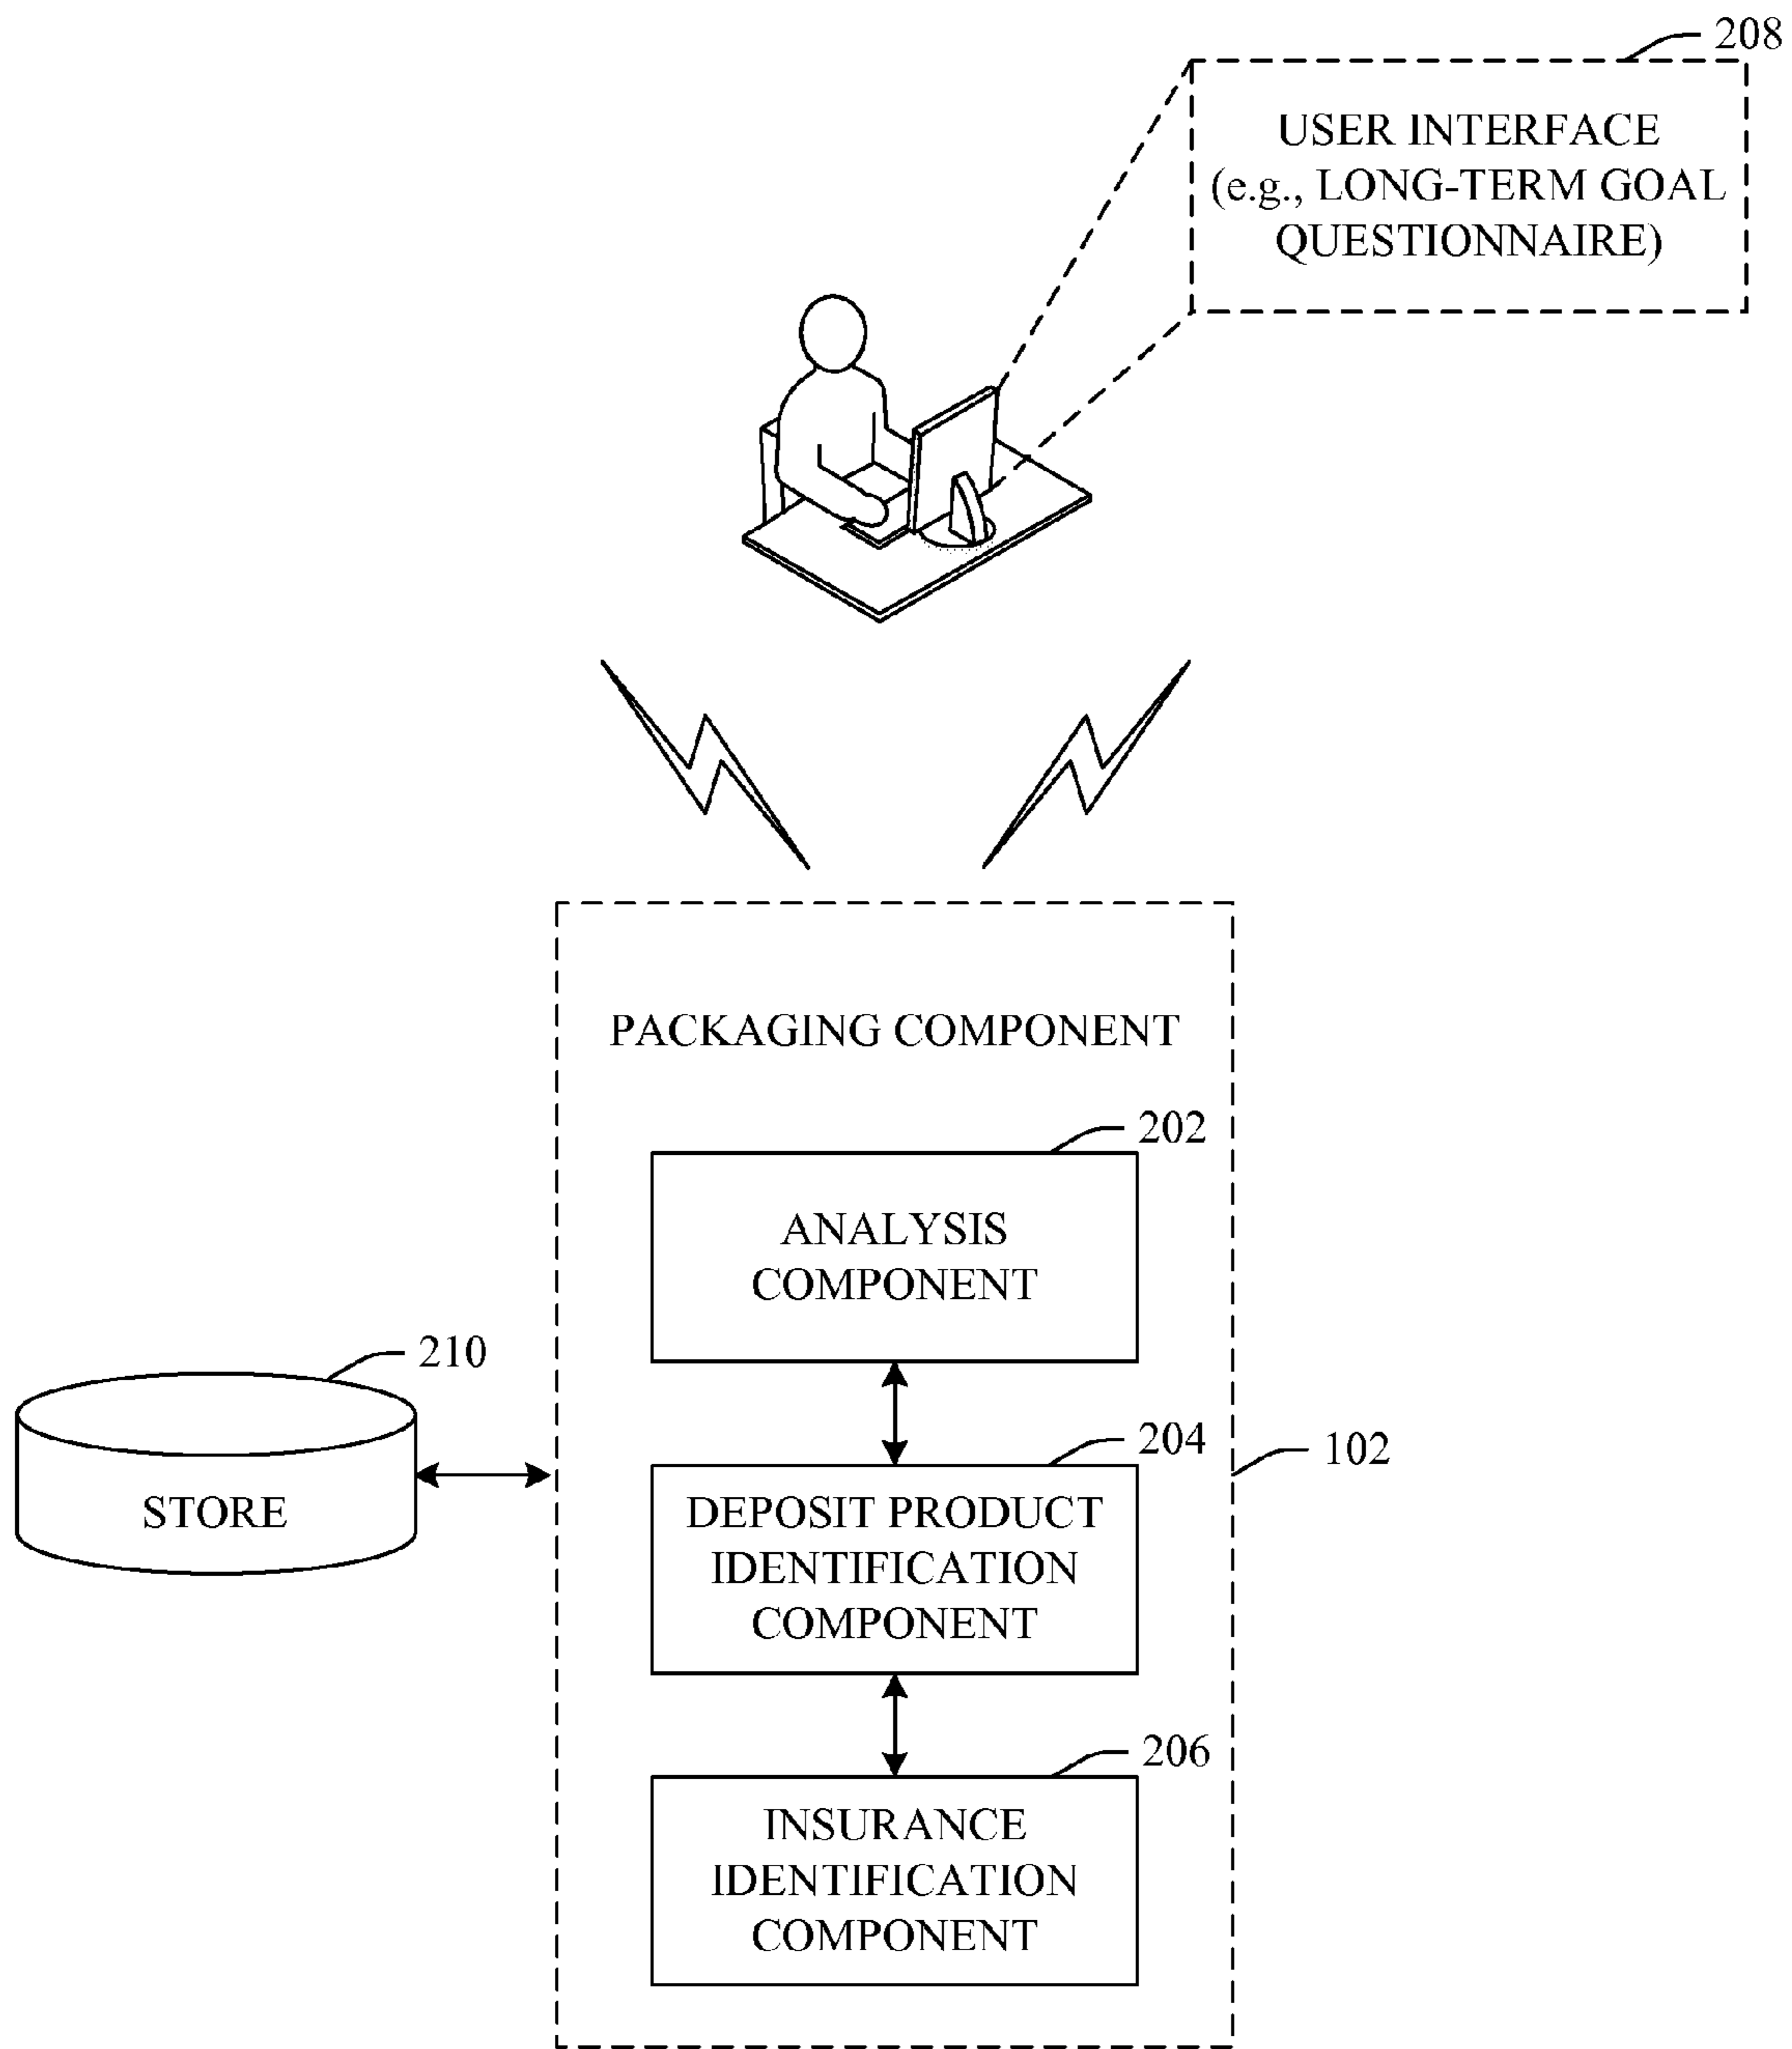 208
USER INTERFACE
(e.g., LONG-TERM GOAL
QUESTIONNAIRE)
PACKAGING COMPONENT
202
ANALYSIS
COMPONENT
210
STORE
204
102
DEPOSIT PRODUCT
IDENTIFICATION
COMPONENT
206
INSURANCE
IDENTIFICATION
COMPONENT